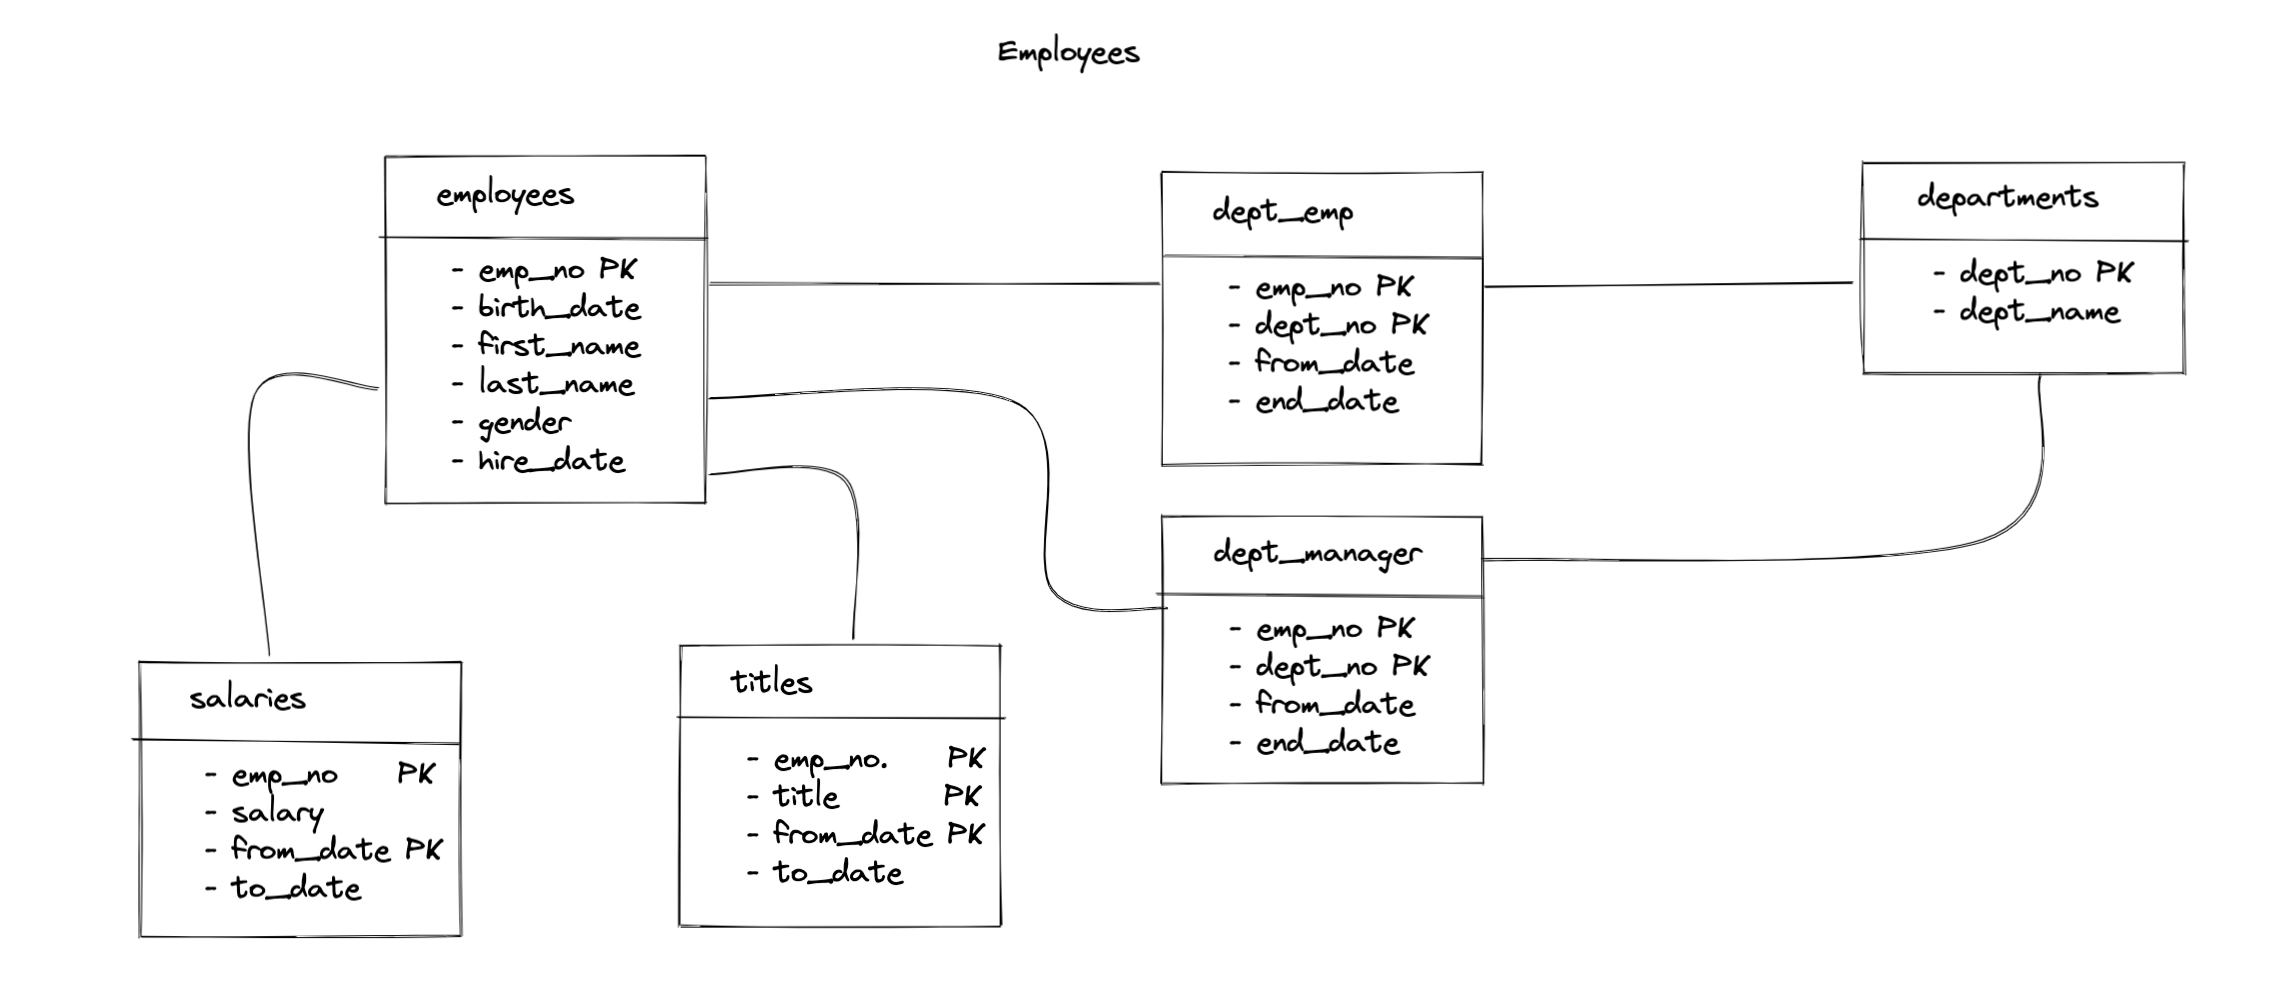 Employees
employees
- emp_no PK
- birth_date
- first_name
- last_name
- gender
- hire_date
dept_emp
- emp_no PK
- dept_no PK
- from_date
- end_date
departments
- dept_no PK
- dept_name
dept_manager
- emp_no PK
- dept_no PK
- from_date
- end_date
salaries
- emp_no PK
- salary
- from_date PK
- to_date
titles
- emp_no. PK
- title PK
- from_date PK
- to_date